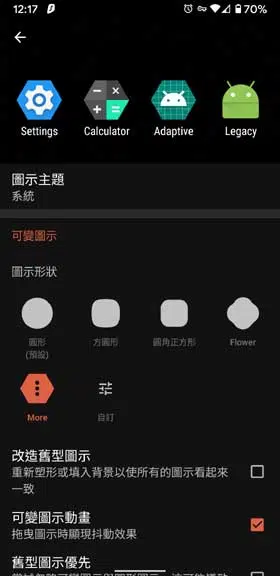 12:17
70%
Settings
Calculator
Adaptive
Legacy
圖示主題
系統
可變圖示
圖示形狀
圓形
(預設)
方圓形
圓角正方形
Flower
More
自訂
改造舊型圖示
重新塑形或填入背景以使所有的圖示看起來
一致
可變圖示動畫
拖曳圖示時顯現抖動效果
舊型圖示優先